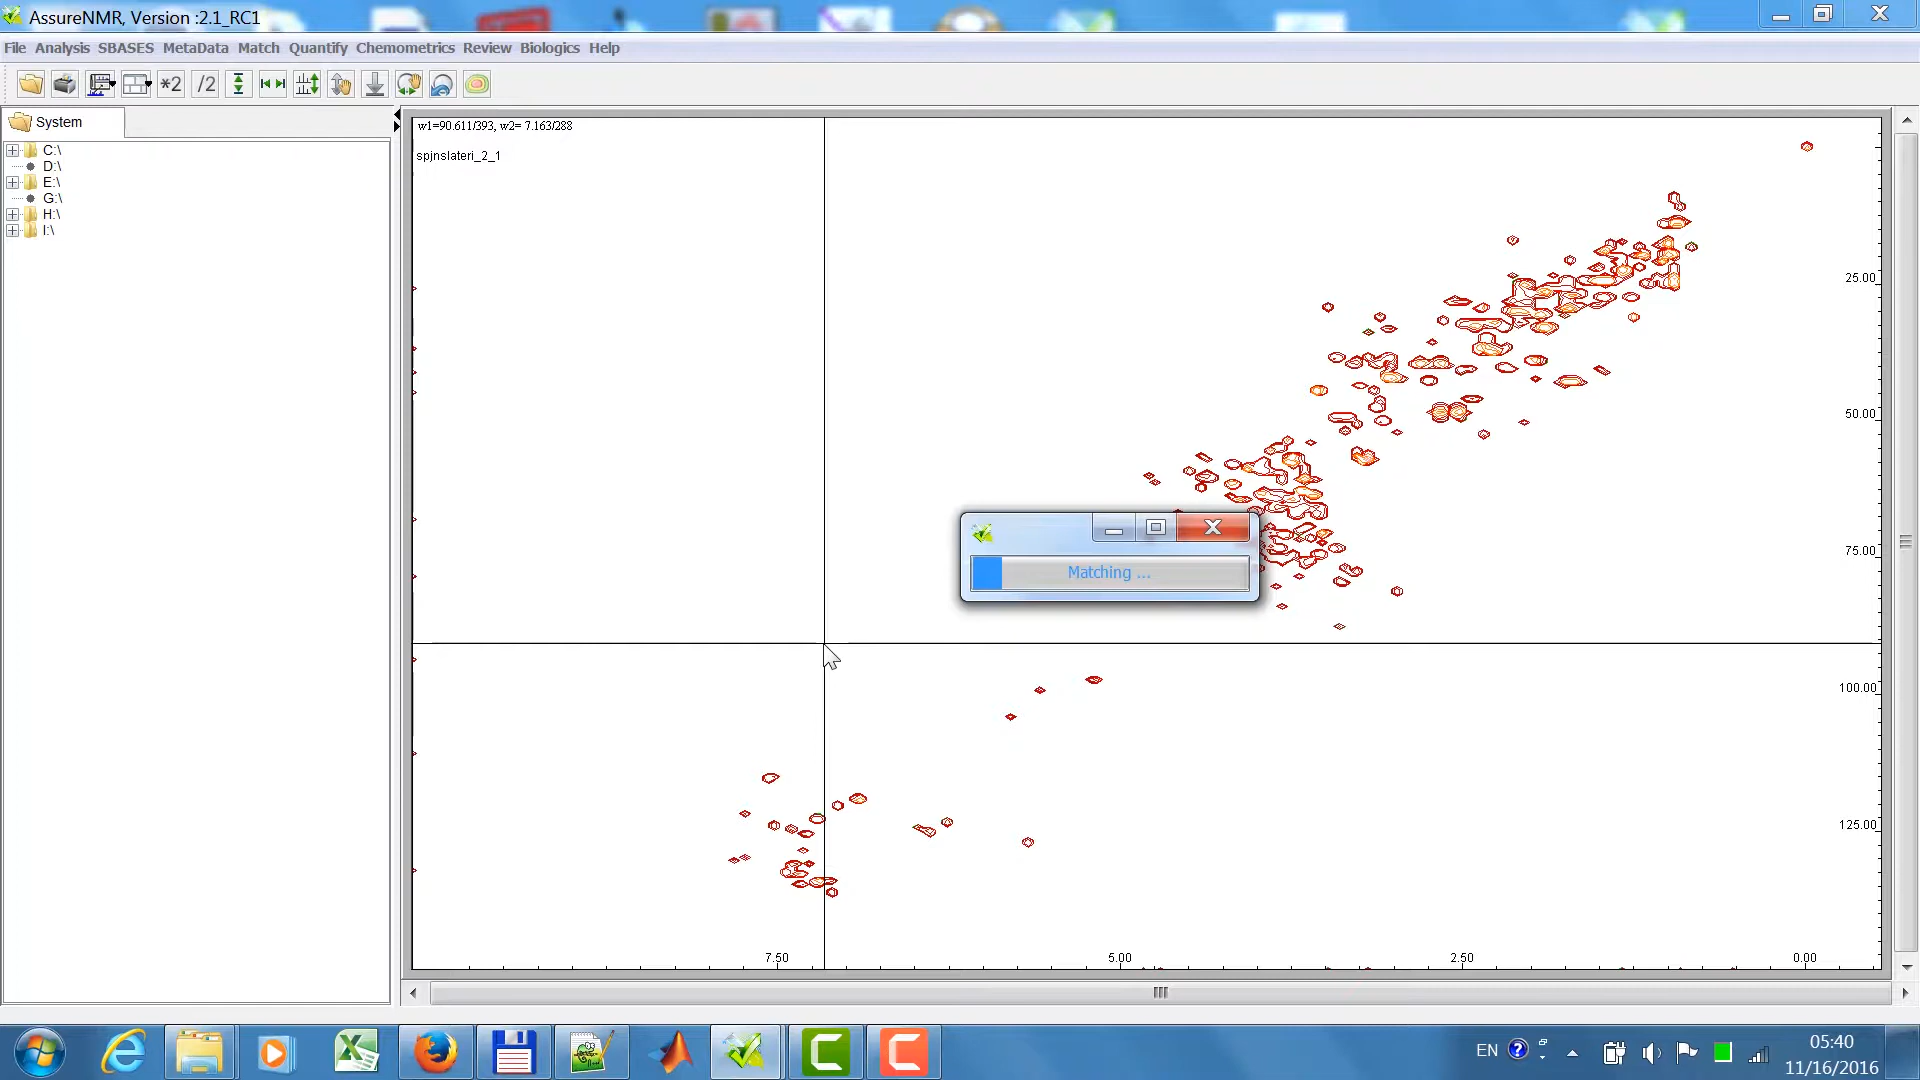 AssureNMR, Version :2.1_RC1
File Analysis SBASES MetaData Match Quantify Chemometrics Review Biologics Help
*2 /2
System
C:\
D:\
E:\
G:\
H:\
I:\
w1=90.611/393, w2= 7.163/288
spjnslateri_2_1
25.00
50.00
75.00
100.00
125.00
Matching ...
7.50 5.00 2.50 0.00
EN
05:40
11/16/2016